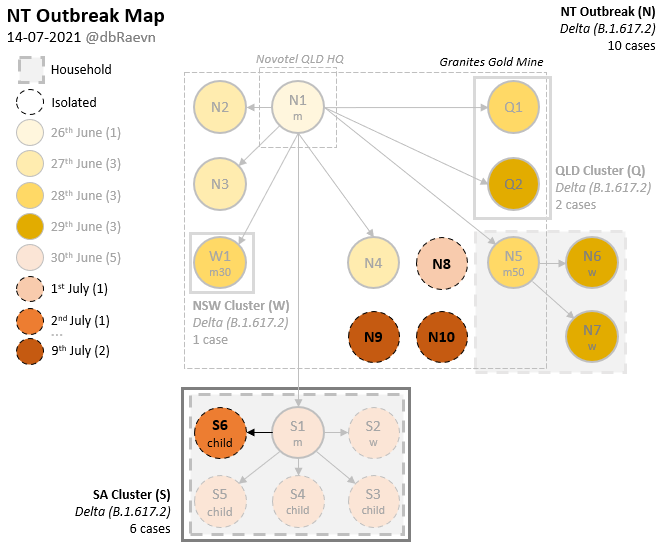 NT Outbreak Map
14-07-2021 @dbRaevn
NT Outbreak (N)
Delta (B.1.617.2)
10 cases
Household
Isolated
26th June (1)
27th June (3)
28th June (3)
29th June (3)
30th June (5)
1st July (1)
2nd July (1)
...
9th July (2)
Novotel QLD HQ
Granites Gold Mine
N2
N1
m
Q1
N3
Q2
QLD Cluster (Q)
Delta (B.1.617.2)
2 cases
W1
m30
N4
N8
N5
m50
N6
w
NSW Cluster (W)
Delta (B.1.617.2)
1 case
N9
N10
N7
w
S6
child
S1
m
S2
w
S5
child
S4
child
S3
child
SA Cluster (S)
Delta (B.1.617.2)
6 cases